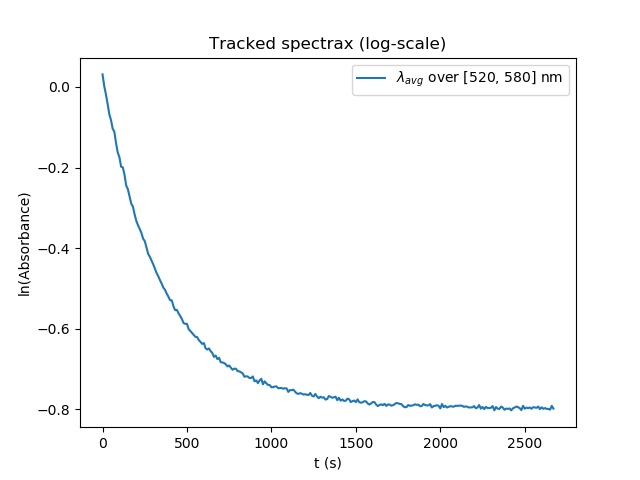 Tracked spectrax (log-scale)
λavg over [520, 580] nm
0.0
−0.2
−0.4
−0.6
−0.8
ln(Absorbance)
0 500 1000 1500 2000 2500
t (s)